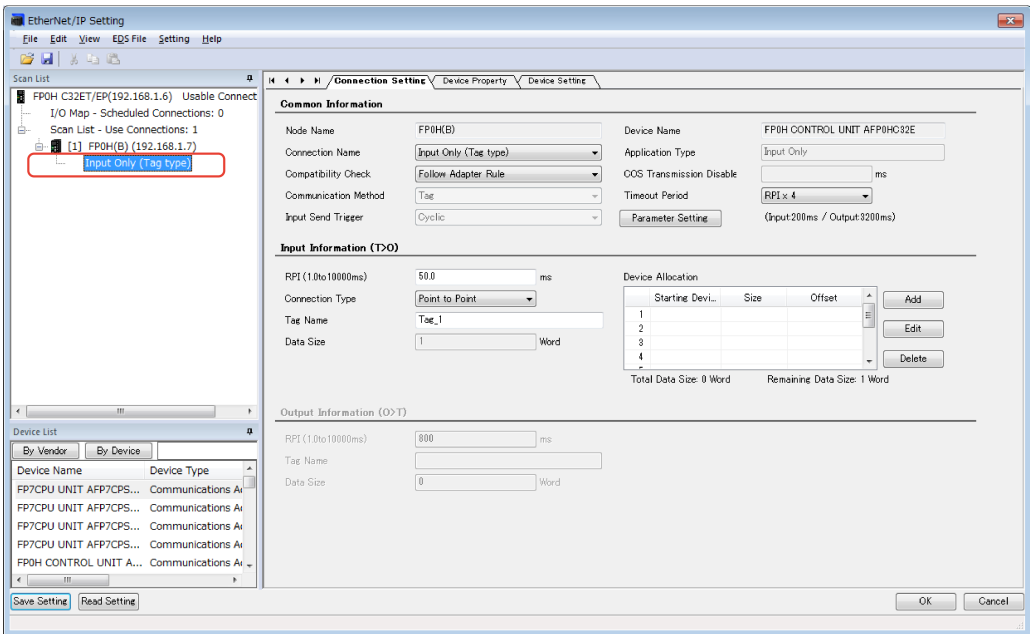 EtherNet/IP Setting
File Edit View EDS File Setting Help
Scan List
FP0H C32ET/EP(192.168.1.6) Usable Connect
I/O Map - Scheduled Connections: 0
Scan List - Use Connections: 1
[1] FP0H(B) (192.168.1.7)
Input Only (Tag type)
Device List
By Vendor By Device
Device Name Device Type
FP7CPU UNIT AFP7CPS... Communications A
FP7CPU UNIT AFP7CPS... Communications A
FP7CPU UNIT AFP7CPS... Communications A
FP7CPU UNIT AFP7CPS... Communications A
FP0H CONTROL UNIT A... Communications A
Save Setting Read Setting
Connection Setting Device Property Device Setting
Common Information
Node Name FP0H(B) Device Name FP0H CONTROL UNIT AFP0HC32E
Connection Name Input Only (Tag type) Application Type Input Only
Compatibility Check Follow Adapter Rule COS Transmission Disable ms
Communication Method Tag Timeout Period RPI x 4
Input Send Trigger Cyclic Parameter Setting (Input:200ms / Output:3200ms)
Input Information (T>O)
RPI (1.0to10000ms) 50.0 ms Device Allocation
Connection Type Point to Point Starting Devi... Size Offset Add
Tag Name Tag_1 1
2 Edit
Data Size 1 Word 3
4 Delete
Total Data Size: 0 Word Remaining Data Size: 1 Word
Output Information (O>T)
RPI (1.0to10000ms) 800 ms
Tag Name
Data Size 0 Word
OK Cancel